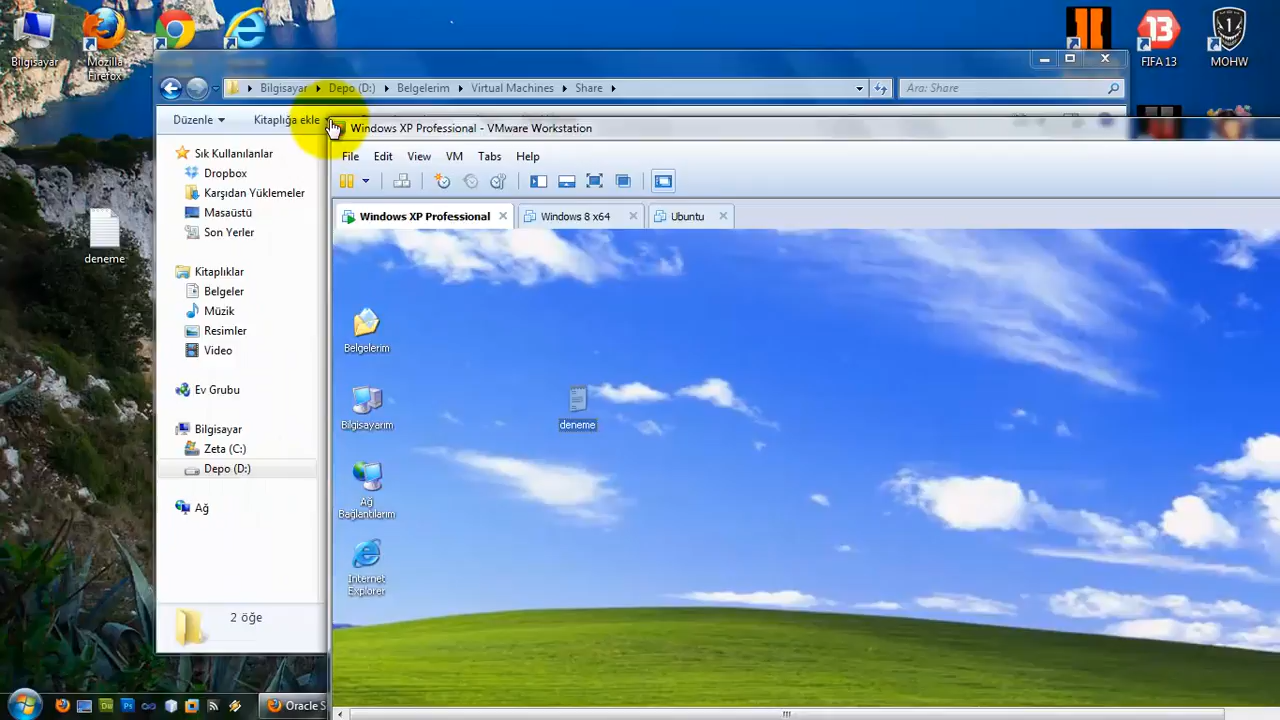 Bilgisayar
Mozilla
Firefox
FIFA 13
MOHW
Bilgisayar
Depo (D:)
Belgelerim
Virtual Machines
Share
Ara: Share
Düzenle
Kitaplığa ekle
Windows XP Professional - VMware Workstation
File Edit View VM Tabs Help
Windows XP Professional
Windows 8 x64
Ubuntu
Sık Kullanılanlar
Dropbox
Karşıdan Yüklemeler
Masaüstü
Son Yerler
Kitaplıklar
Belgeler
Müzik
Resimler
Video
Ev Grubu
Bilgisayar
Zeta (C:)
Depo (D:)
Ağ
2 öğe
deneme
Belgelerim
Bilgisayarım
Ağ
Bağlantılarım
Internet
Explorer
deneme
Oracle S